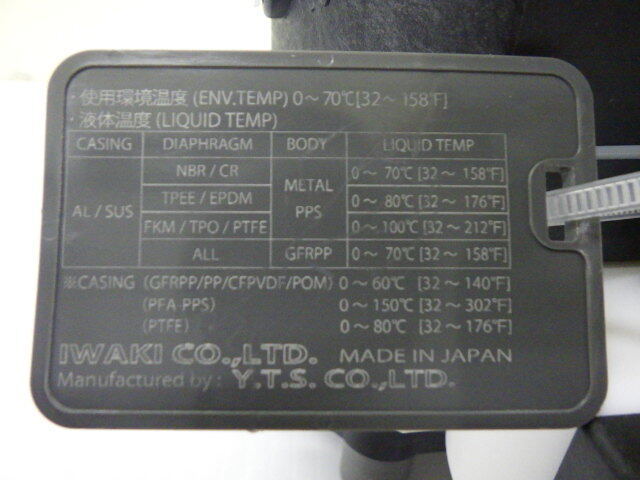 ・使用環境温度 (ENV.TEMP) 0～70℃[32～158℉]
・液体温度 (LIQUID TEMP)
CASING DIAPHRAGM BODY LIQUID TEMP
NBR / CR 0～ 70℃ [32～158℉]
AL / SUS TPEE / EPDM METAL PPS 0～ 80℃ [32～176℉]
FKM / TPO / PTFE 0～100℃ [32～212℉]
ALL GFRPP 0～ 70℃ [32～158℉]
※CASING (GFRPP/PP/CFPVDF/POM) 0～60℃ [32～140℉]
(PFA PPS) 0～150℃ [32～302℉]
(PTFE) 0～80℃ [32～176℉]
IWAKI CO.,LTD. MADE IN JAPAN
Manufactured by : Y.T.S. CO.,LTD.